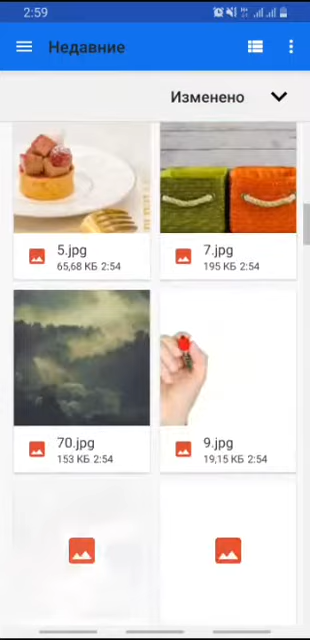 2:59
Недавние
Изменено
5.jpg
65,68 КБ 2:54
7.jpg
195 КБ 2:54
70.jpg
153 КБ 2:54
9.jpg
19,15 КБ 2:54